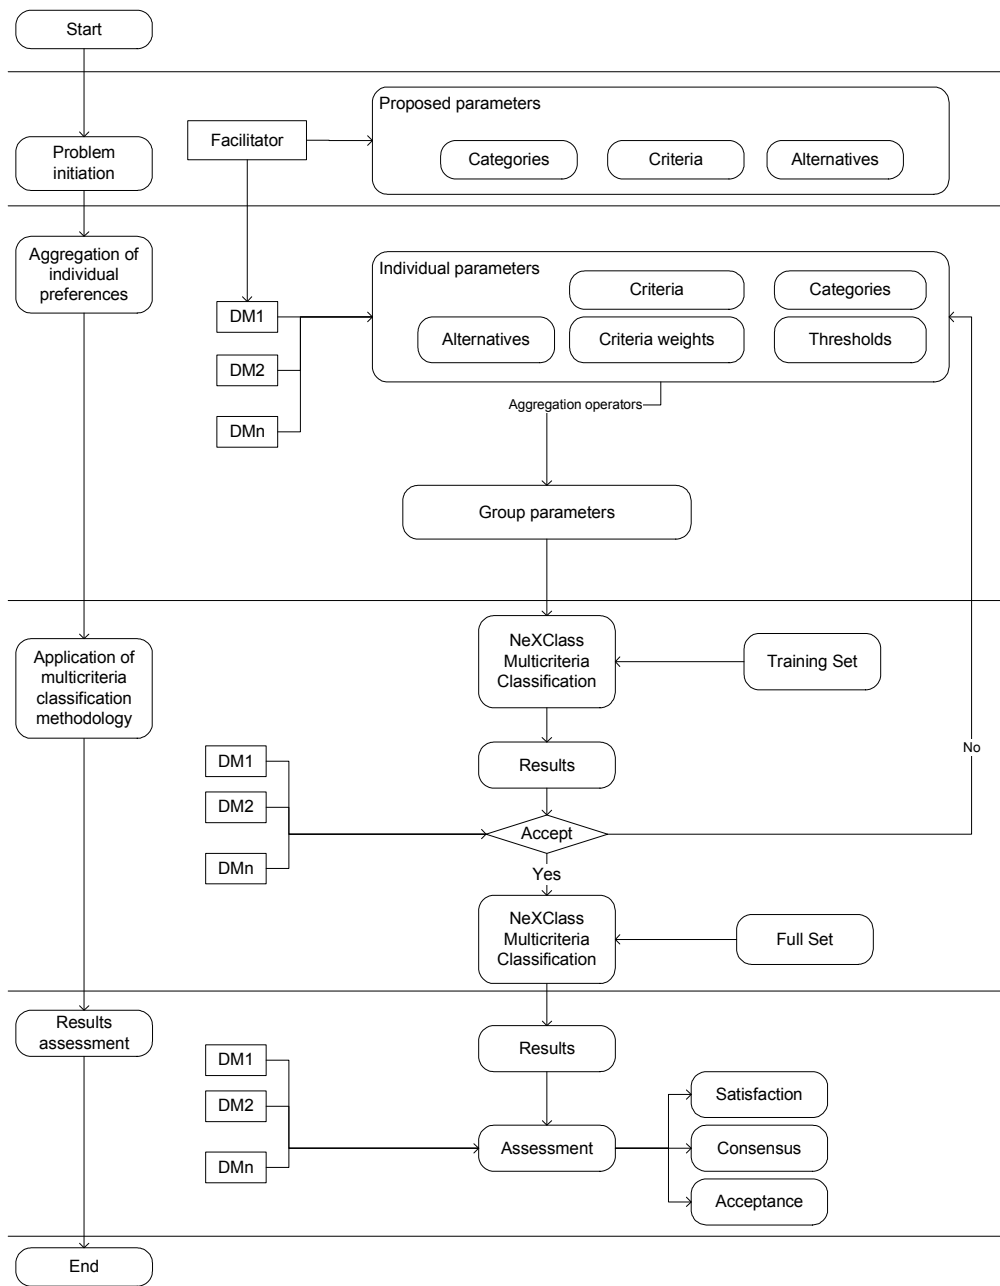 Start
Problem
initiation
Facilitator
Proposed parameters
Categories
Criteria
Alternatives
Aggregation of
individual
preferences
DM1
DM2
DMn
Individual parameters
Criteria
Categories
Alternatives
Criteria weights
Thresholds
Aggregation operators
Group parameters
Application of
multicriteria
classification
methodology
NeXClass
Multicriteria
Classification
Training Set
Results
No
DM1
DM2
DMn
Accept
Yes
NeXClass
Multicriteria
Classification
Full Set
Results
assessment
Results
DM1
DM2
DMn
Assessment
Satisfaction
Consensus
Acceptance
End